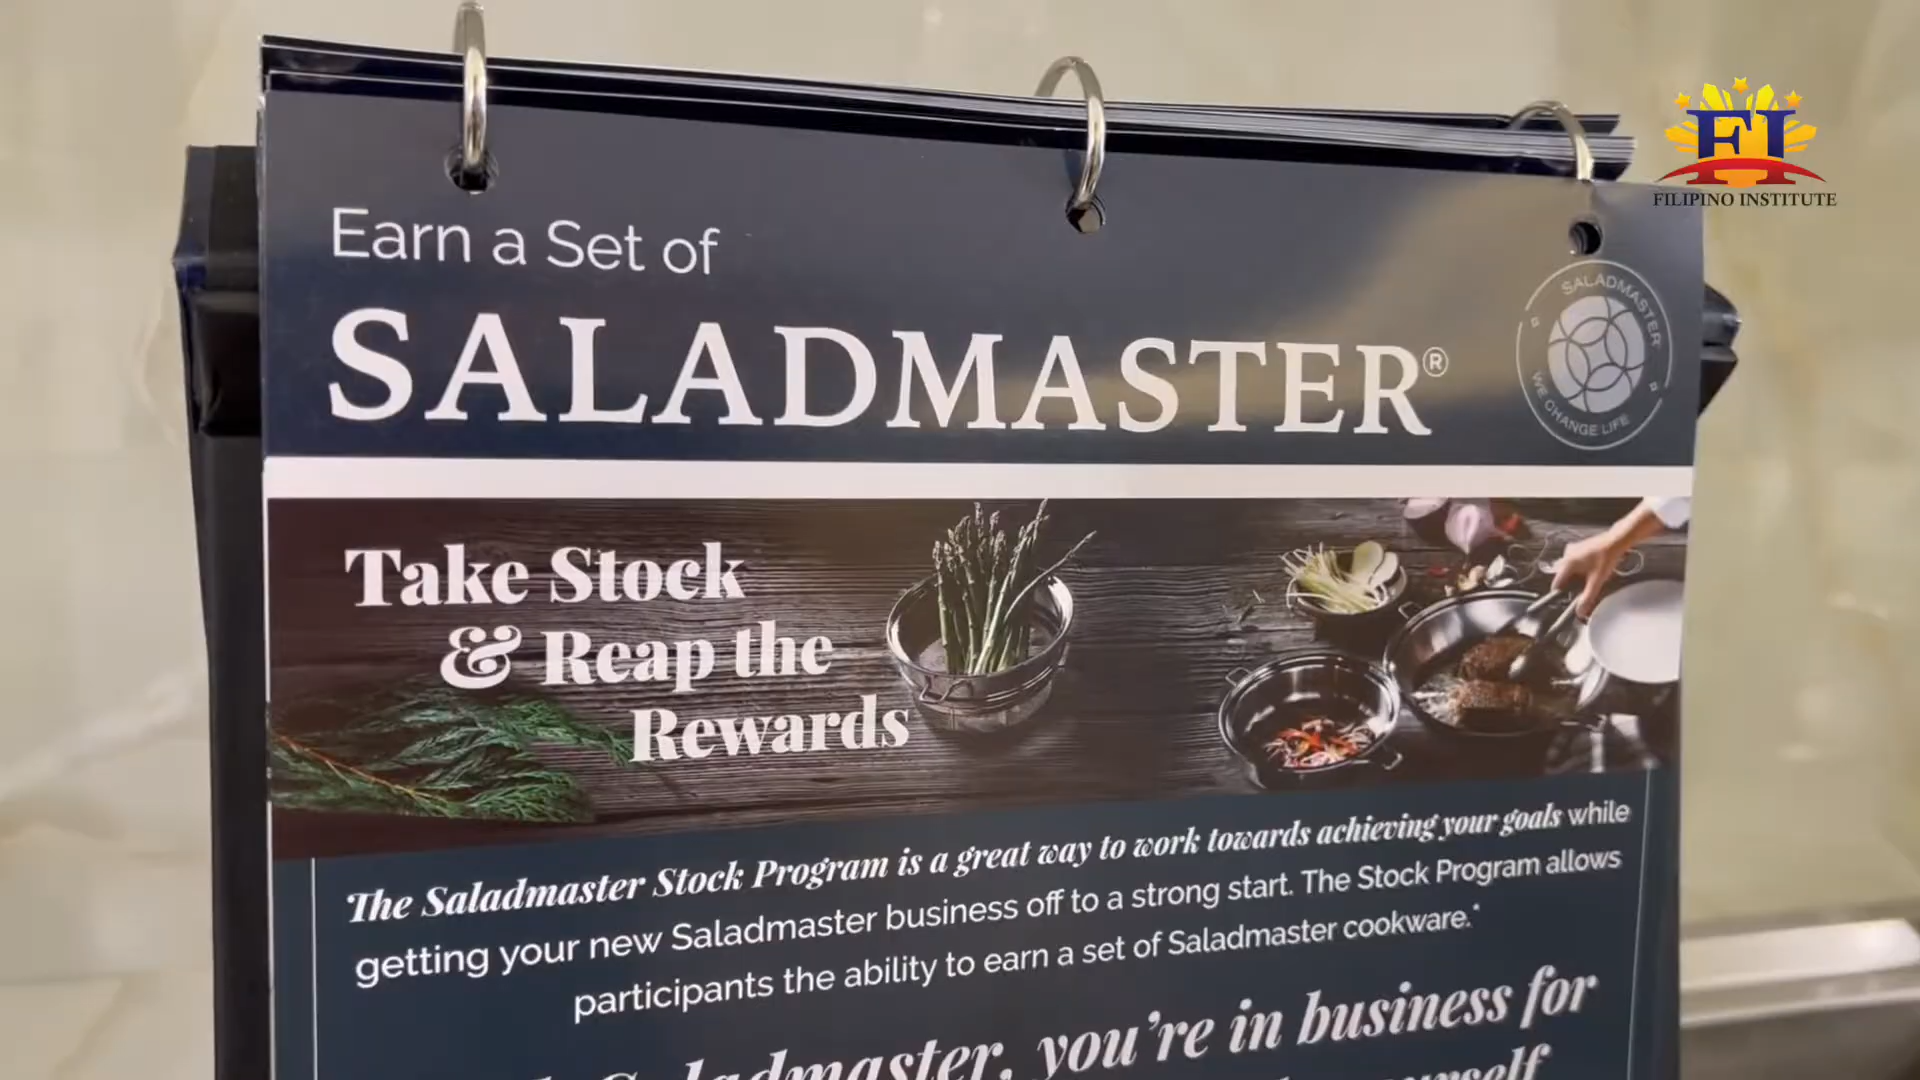 Earn a Set of
SALADMASTER®
SALADMASTER
WE CHANGE LIFE
FI
FILIPINO INSTITUTE
Take Stock
& Reap the
Rewards
The Saladmaster Stock Program is a great way to work towards achieving your goals while
getting your new Saladmaster business off to a strong start. The Stock Program allows
participants the ability to earn a set of Saladmaster cookware.*
Saladmaster, you're in business for